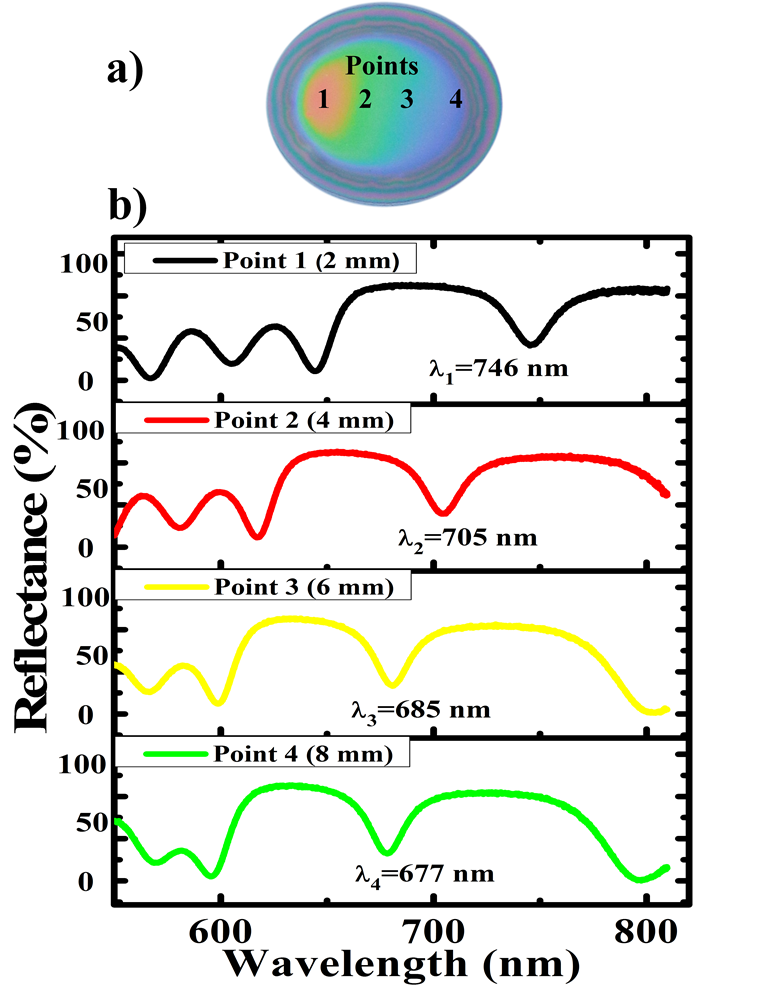 a)
Points
1 2 3 4
b)
Reflectance (%)
100
50
0
Point 1 (2 mm)
λ1=746 nm
100
50
0
Point 2 (4 mm)
λ2=705 nm
100
50
0
Point 3 (6 mm)
λ3=685 nm
100
50
0
Point 4 (8 mm)
λ4=677 nm
600 700 800
Wavelength (nm)